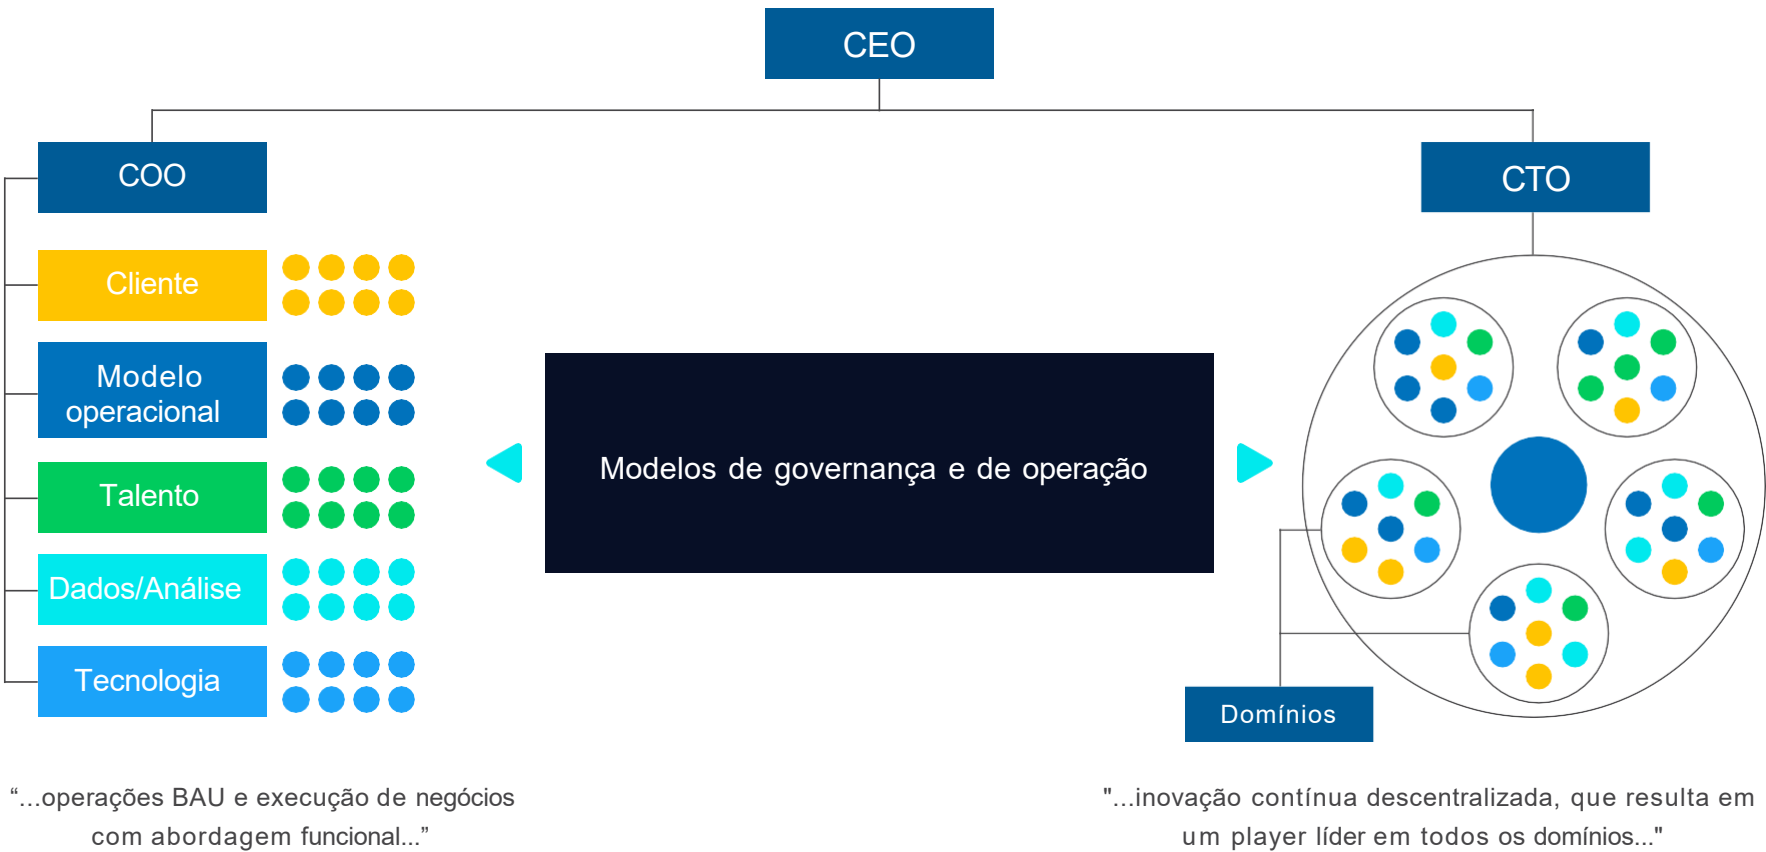 CEO
COO
CTO
Cliente
Modelo
operacional
Talento
Dados/Análise
Tecnologia
Modelos de governança e de operação
Domínios
“...operações BAU e execução de negócios
com abordagem funcional...”
"...inovação contínua descentralizada, que resulta em
um player líder em todos os domínios..."